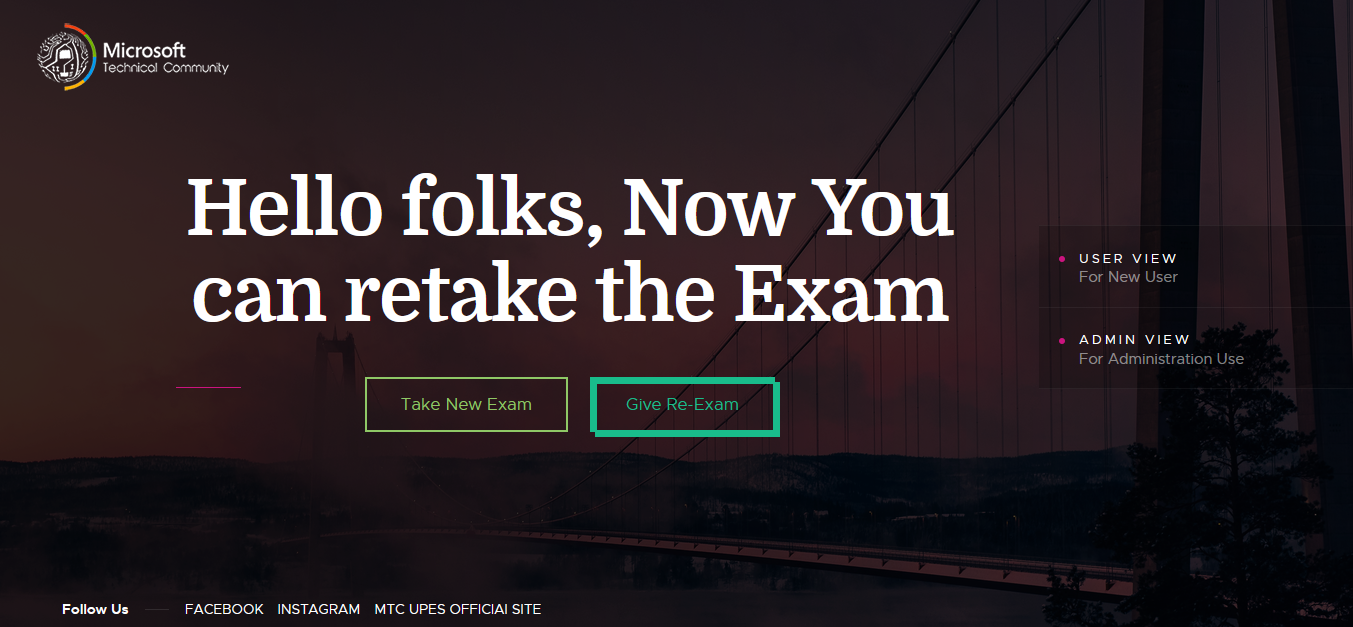 Microsoft
Technical Community
Hello folks, Now You
can retake the Exam
USER VIEW
For New User
ADMIN VIEW
For Administration Use
Take New Exam
Give Re-Exam
Follow Us
FACEBOOK
INSTAGRAM
MTC UPES OFFICIAl SITE